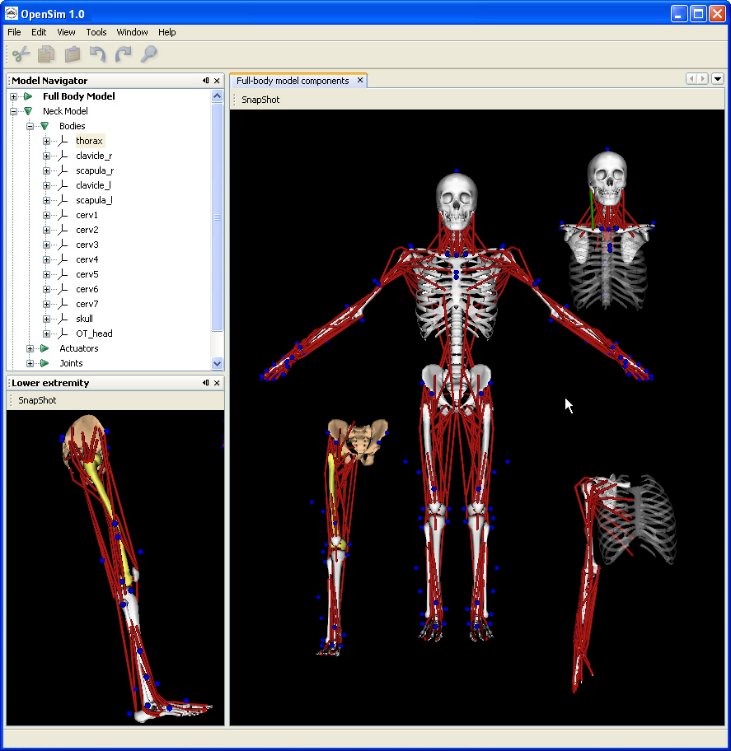 OpenSim 1.0
File Edit View Tools Window Help
Model Navigator
Full Body Model
Neck Model
Bodies
thorax
clavicle_r
scapula_r
clavicle_l
scapula_l
cerv1
cerv2
cerv3
cerv4
cerv5
cerv6
cerv7
skull
OT_head
Actuators
Joints
Lower extremity
SnapShot
Full-body model components
SnapShot